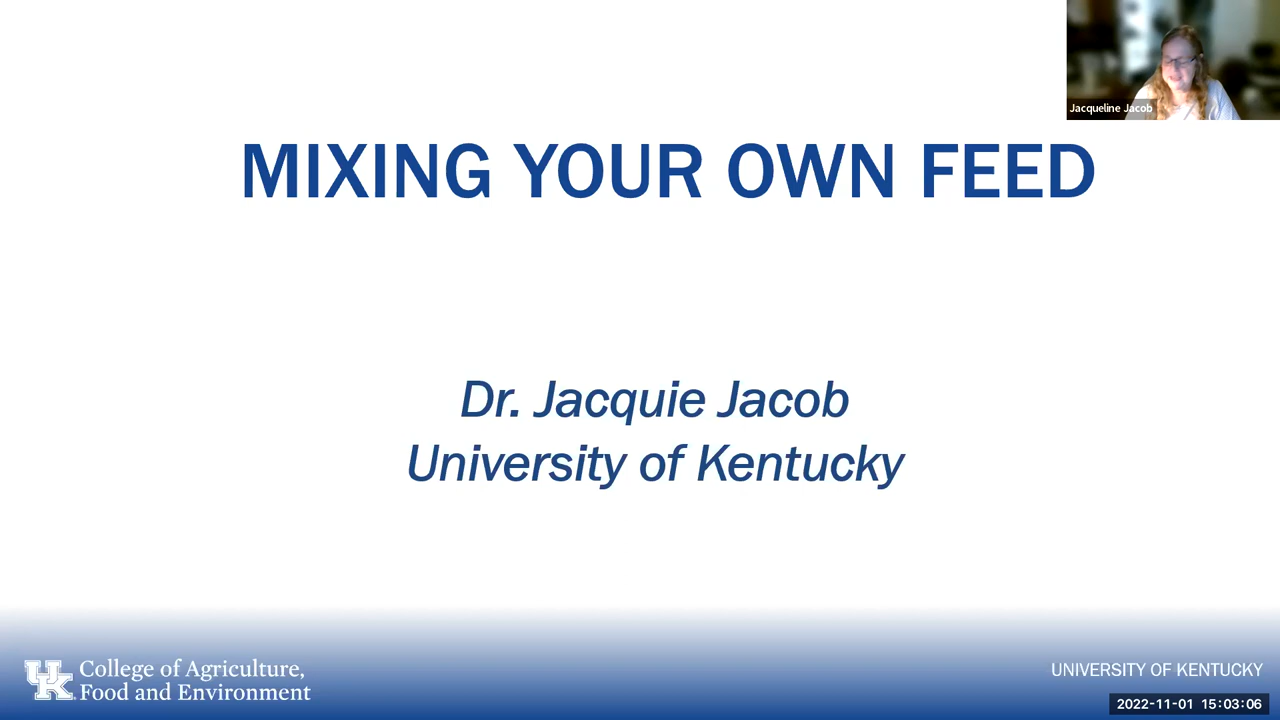 Jacqueline Jacob
MIXING YOUR OWN FEED
Dr. Jacquie Jacob
University of Kentucky
UK
College of Agriculture,
Food and Environment
UNIVERSITY OF KENTUCKY
2022-11-01 15:03:06